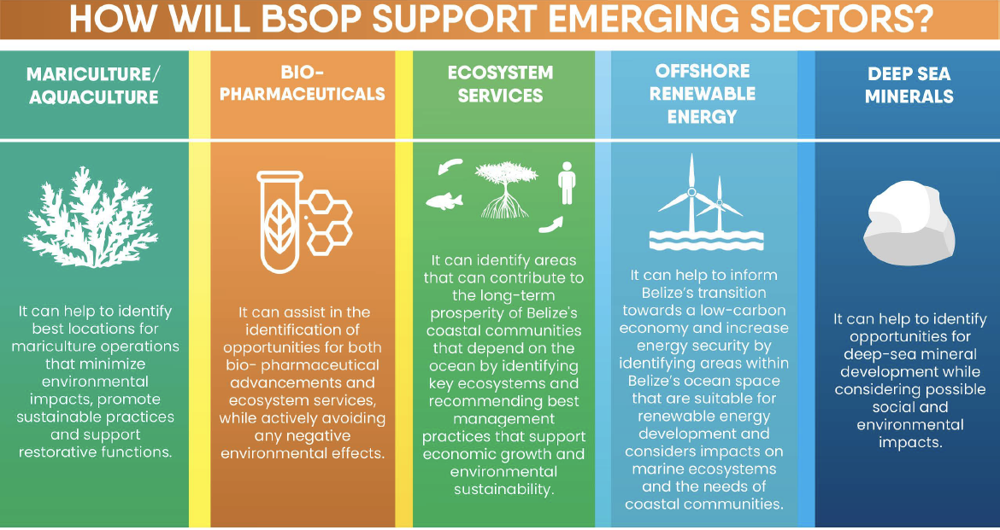 HOW WILL BSOP SUPPORT EMERGING SECTORS?
MARICULTURE/
AQUACULTURE
It can help to identify
best locations for
mariculture operations
that minimize
environmental
impacts, promote
sustainable practices
and support
restorative functions.
BIO-
PHARMACEUTICALS
It can assist in the
identification of
opportunities for both
bio- pharmaceutical
advancements and
ecosystem services,
while actively avoiding
any negative
environmental effects.
ECOSYSTEM
SERVICES
It can identify areas
that can contribute to
the long-term
prosperity of Belize's
coastal communities
that depend on the
ocean by identifying
key ecosystems and
recommending best
management
practices that support
economic growth and
environmental
sustainability.
OFFSHORE
RENEWABLE
ENERGY
It can help to inform
Belize's transition
towards a low-carbon
economy and increase
energy security by
identifying areas within
Belize's ocean space
that are suitable for
renewable energy
development and
considers impacts on
marine ecosystems
and the needs of
coastal communities.
DEEP SEA
MINERALS
It can help to identify
opportunities for
deep-sea mineral
development while
considering possible
social and
environmental
impacts.